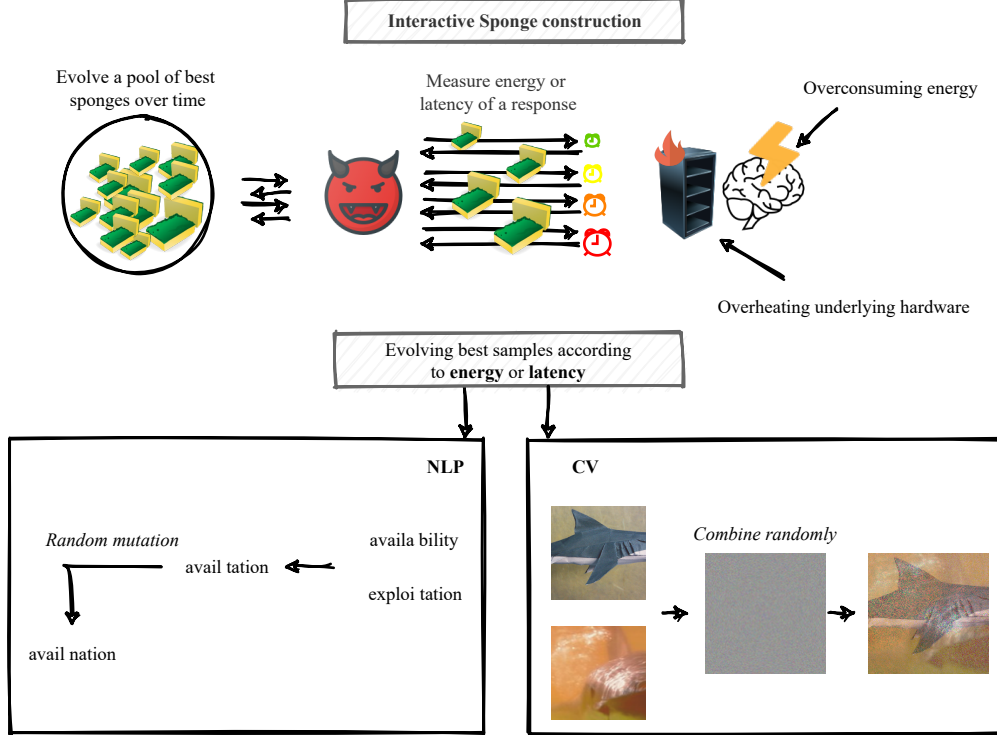 Interactive Sponge construction
Evolve a pool of best
sponges over time
Measure energy or
latency of a response
Overconsuming energy
Overheating underlying hardware
Evolving best samples according
to energy or latency
NLP
Random mutation
avail tation
availa bility
exploi tation
avail nation
CV
Combine randomly